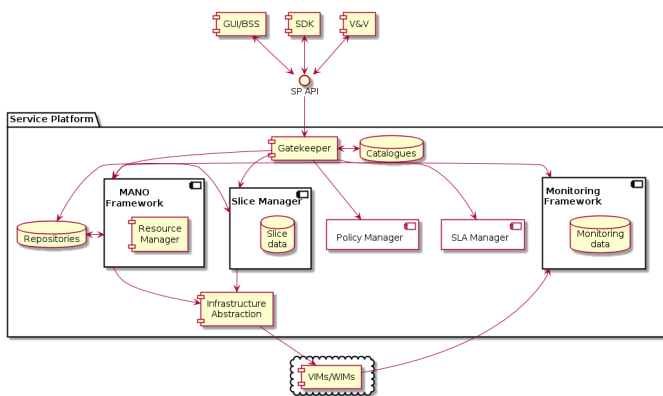 GUI/BSS
SDK
V&V
SP API
Service Platform
Gatekeeper
Catalogues
MANO
Framework
Slice Manager
Monitoring
Framework
Repositories
Resource
Manager
Slice
data
Policy Manager
SLA Manager
Monitoring
data
Infrastructure
Abstraction
VIMs/WIMs